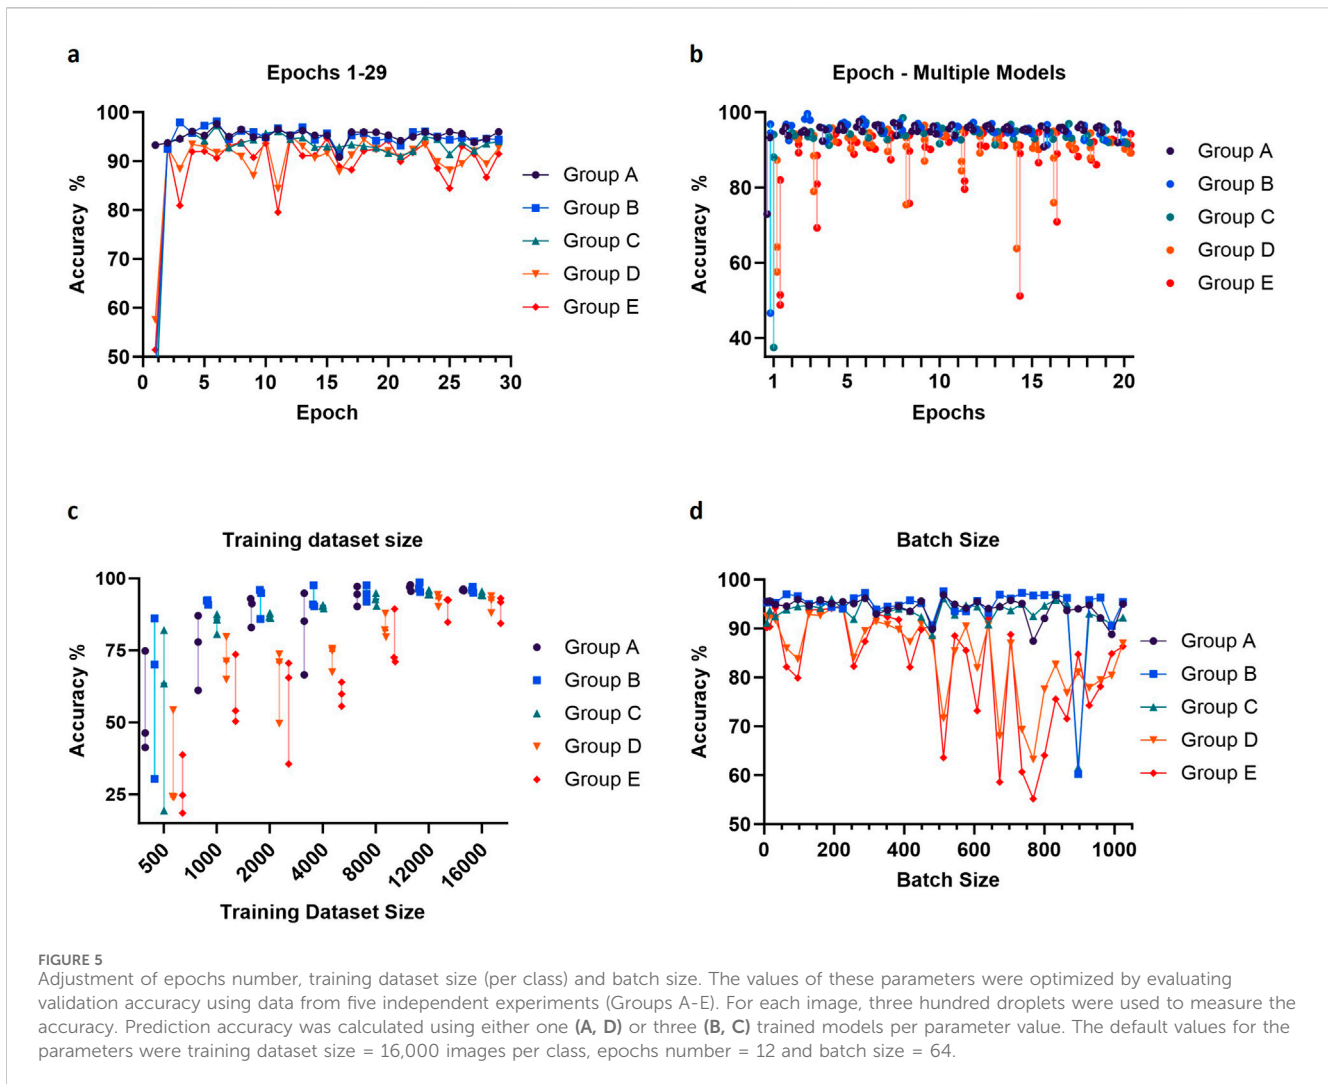 a
Epochs 1-29
100
90
80
70
60
50
Accuracy %
0
5
10
15
20
25
30
Epoch
Group A
Group B
Group C
Group D
Group E
b
Epoch - Multiple Models
100
80
60
40
Accuracy %
1
5
10
15
20
Epochs
Group A
Group B
Group C
Group D
Group E
c
Training dataset size
100
75
50
25
Accuracy %
500
1000
2000
4000
8000
12000
16000
Training Dataset Size
Group A
Group B
Group C
Group D
Group E
d
Batch Size
100
90
80
70
60
50
Accuracy %
0
200
400
600
800
1000
Batch Size
Group A
Group B
Group C
Group D
Group E
FIGURE 5
Adjustment of epochs number, training dataset size (per class) and batch size. The values of these parameters were optimized by evaluating
validation accuracy using data from five independent experiments (Groups A-E). For each image, three hundred droplets were used to measure the
accuracy. Prediction accuracy was calculated using either one (A, D) or three (B, C) trained models per parameter value. The default values for the
parameters were training dataset size = 16,000 images per class, epochs number = 12 and batch size = 64.